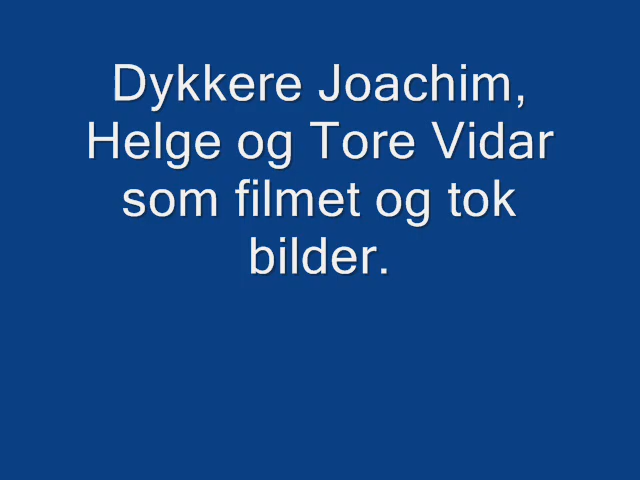 Dykkere Joachim,
Helge og Tore Vidar
som filmet og tok
bilder.